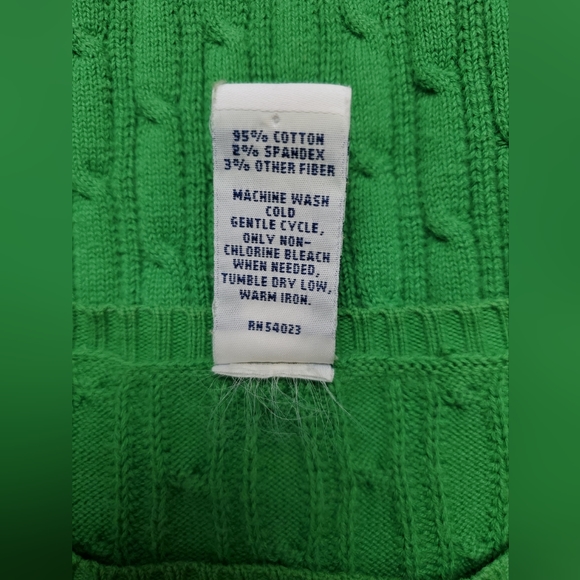 95% COTTON
2% SPANDEX
3% OTHER FIBER
MACHINE WASH
COLD
GENTLE CYCLE,
ONLY NON-
CHLORINE BLEACH
WHEN NEEDED,
TUMBLE DRY LOW,
WARM IRON.
RN54023